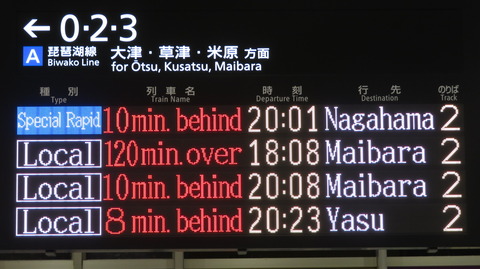 ← 0・2・3
A 琵琶湖線 大津・草津・米原 方面
Biwako Line for Ōtsu, Kusatsu, Maibara
種別 列車名 時刻 行先 のりば
Type Train Name Departure Time Destination Track
Special Rapid 10min. behind 20:01 Nagahama 2
Local 120min.over 18:08 Maibara 2
Local 10min. behind 20:08 Maibara 2
Local 8 min. behind 20:23 Yasu 2